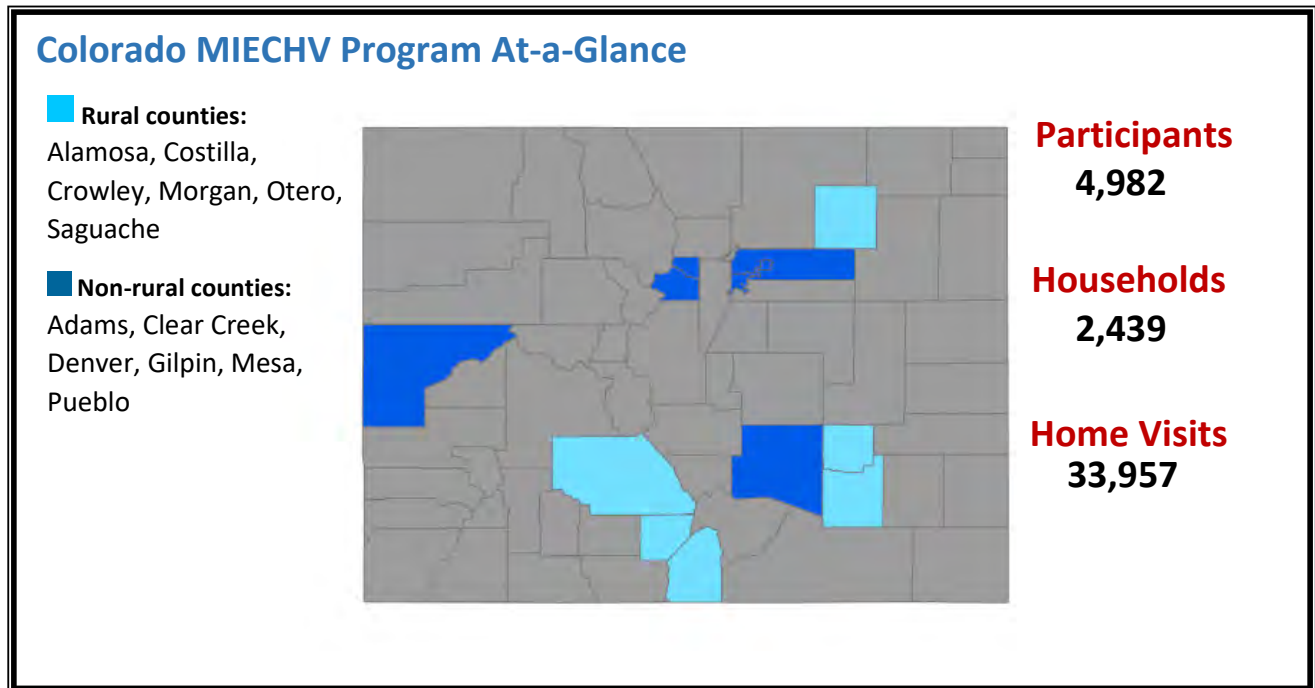 Colorado MIECHV Program At-a-Glance
Rural counties:
Alamosa, Costilla,
Crowley, Morgan, Otero,
Saguache
Non-rural counties:
Adams, Clear Creek,
Denver, Gilpin, Mesa,
Pueblo
Participants
4,982
Households
2,439
Home Visits
33,957